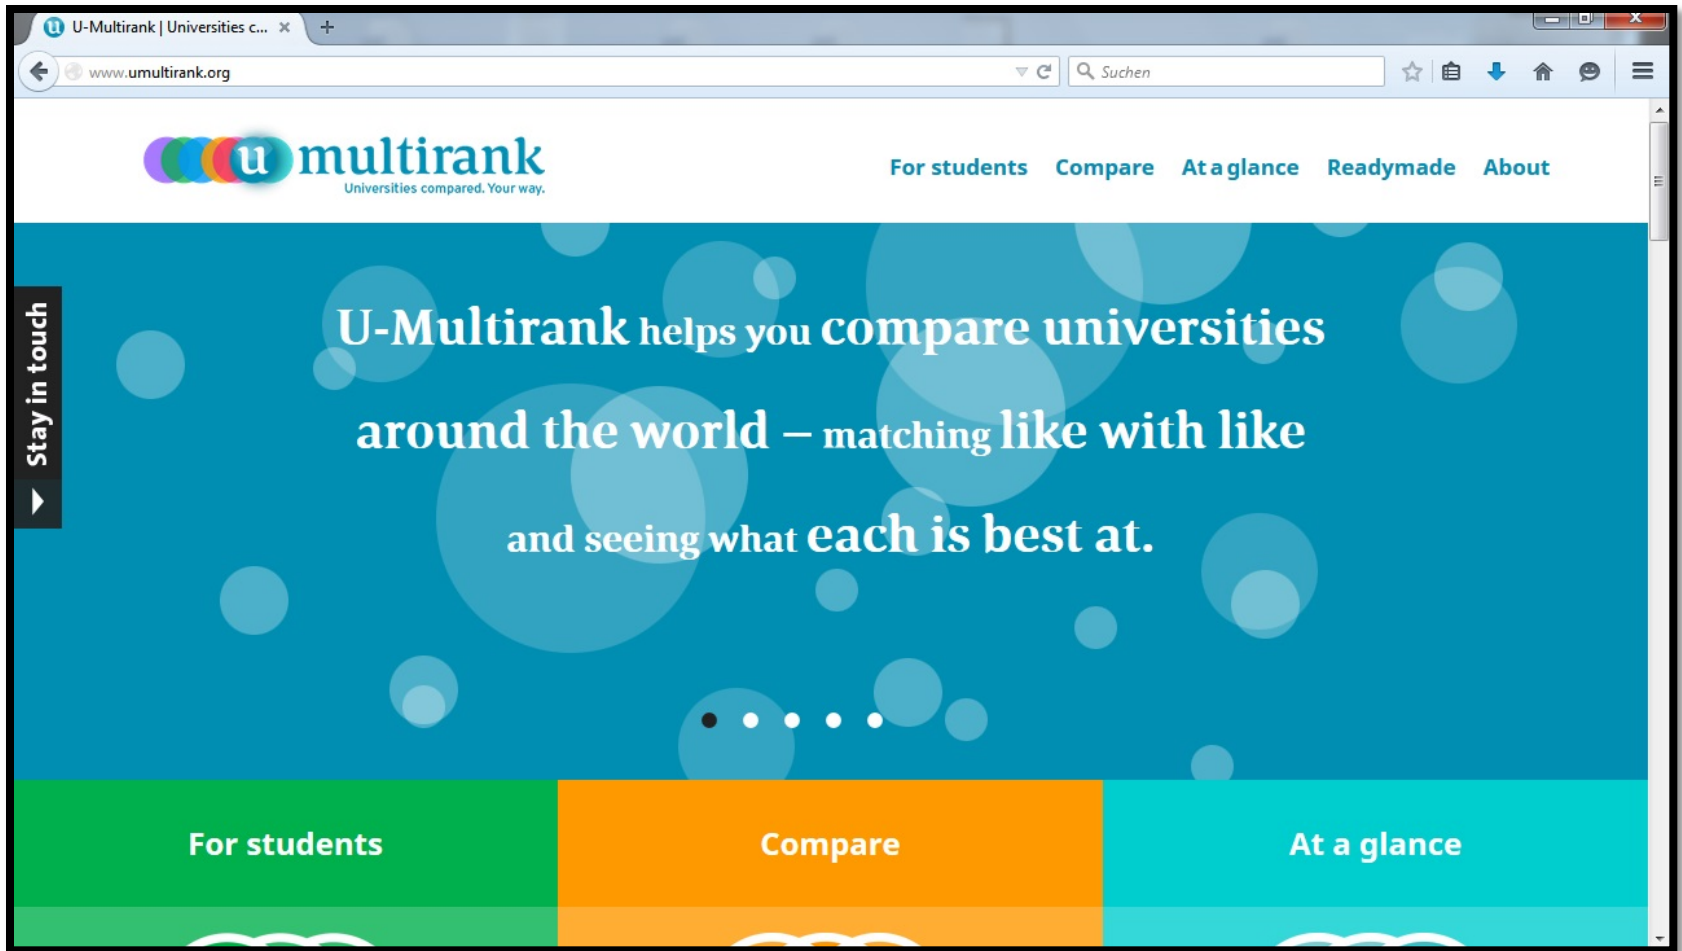 U-Multirank | Universities c...
www.umultirank.org
Suchen
u multirank
Universities compared. Your way.
For students Compare At a glance Readymade About
Stay in touch
U-Multirank helps you compare universities
around the world – matching like with like
and seeing what each is best at.
For students Compare At a glance